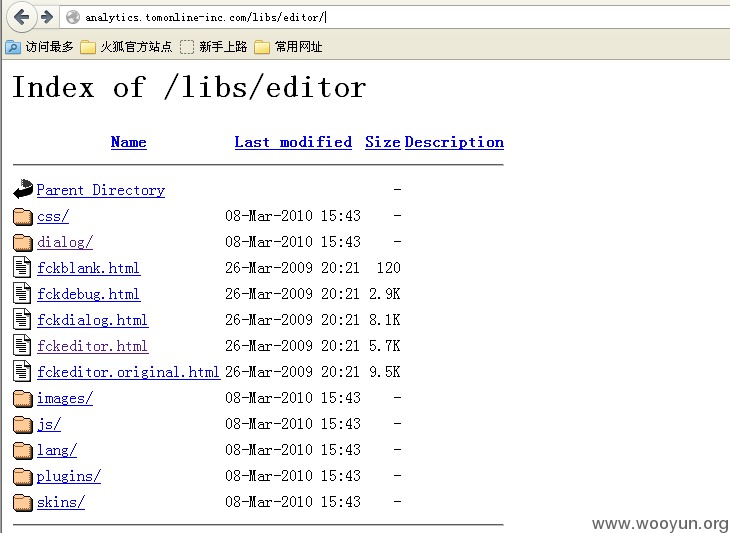 analytics.tomonline-inc.com/libs/editor/
访问最多 火狐官方站点 新手上路 常用网址
Index of /libs/editor
Name Last modified Size Description
Parent Directory -
css/ 08-Mar-2010 15:43 -
dialog/ 08-Mar-2010 15:43 -
fckblank.html 26-Mar-2009 20:21 120
fckdebug.html 26-Mar-2009 20:21 2.9K
fckdialog.html 26-Mar-2009 20:21 8.1K
fckeditor.html 26-Mar-2009 20:21 5.7K
fckeditor.original.html 26-Mar-2009 20:21 9.5K
images/ 08-Mar-2010 15:43 -
js/ 08-Mar-2010 15:43 -
lang/ 08-Mar-2010 15:43 -
plugins/ 08-Mar-2010 15:43 -
skins/ 08-Mar-2010 15:43 -
www.wooyun.org